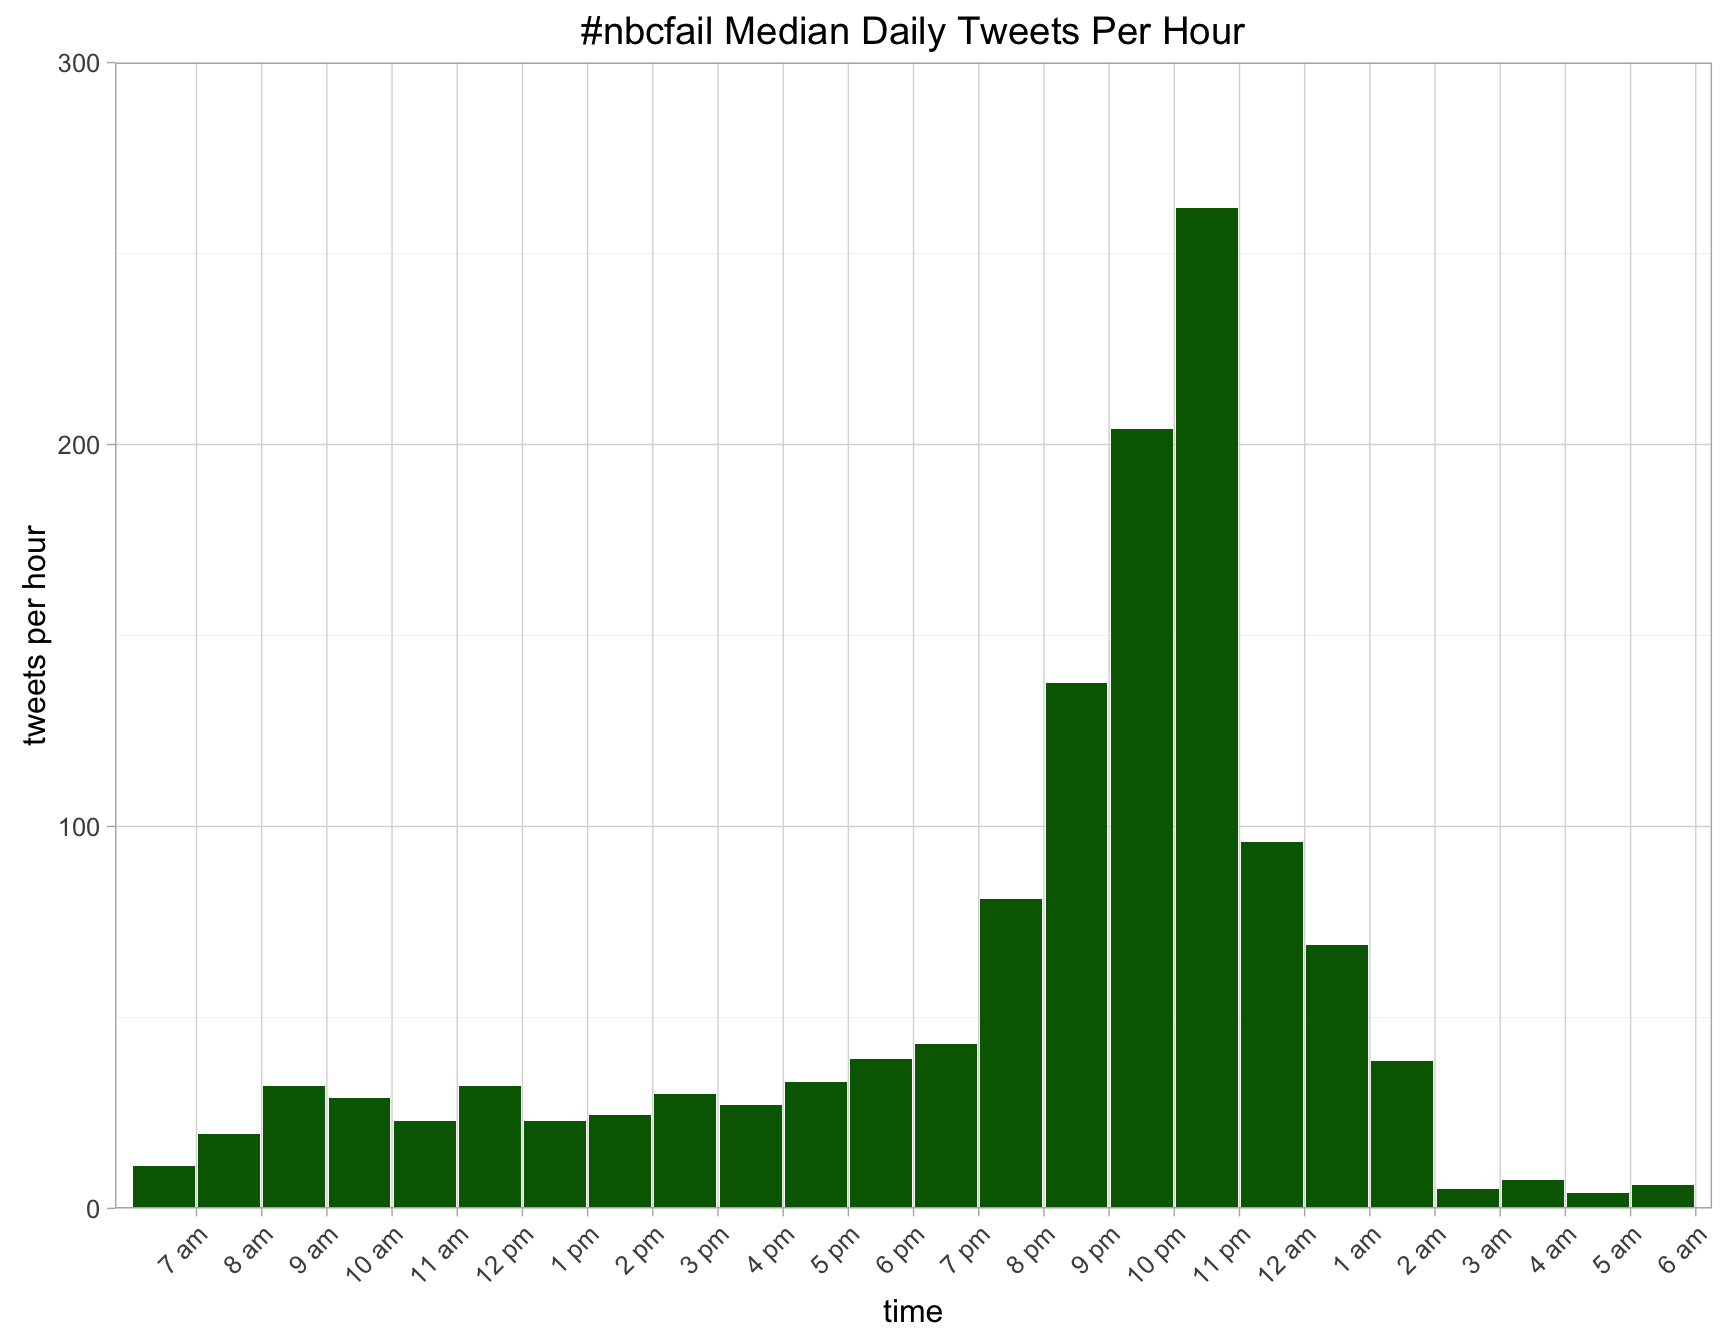 #nbcfail Median Daily Tweets Per Hour
300
200
100
0
tweets per hour
7 am
8 am
9 am
10 am
11 am
12 pm
1 pm
2 pm
3 pm
4 pm
5 pm
6 pm
7 pm
8 pm
9 pm
10 pm
11 pm
12 am
1 am
2 am
3 am
4 am
5 am
6 am
time